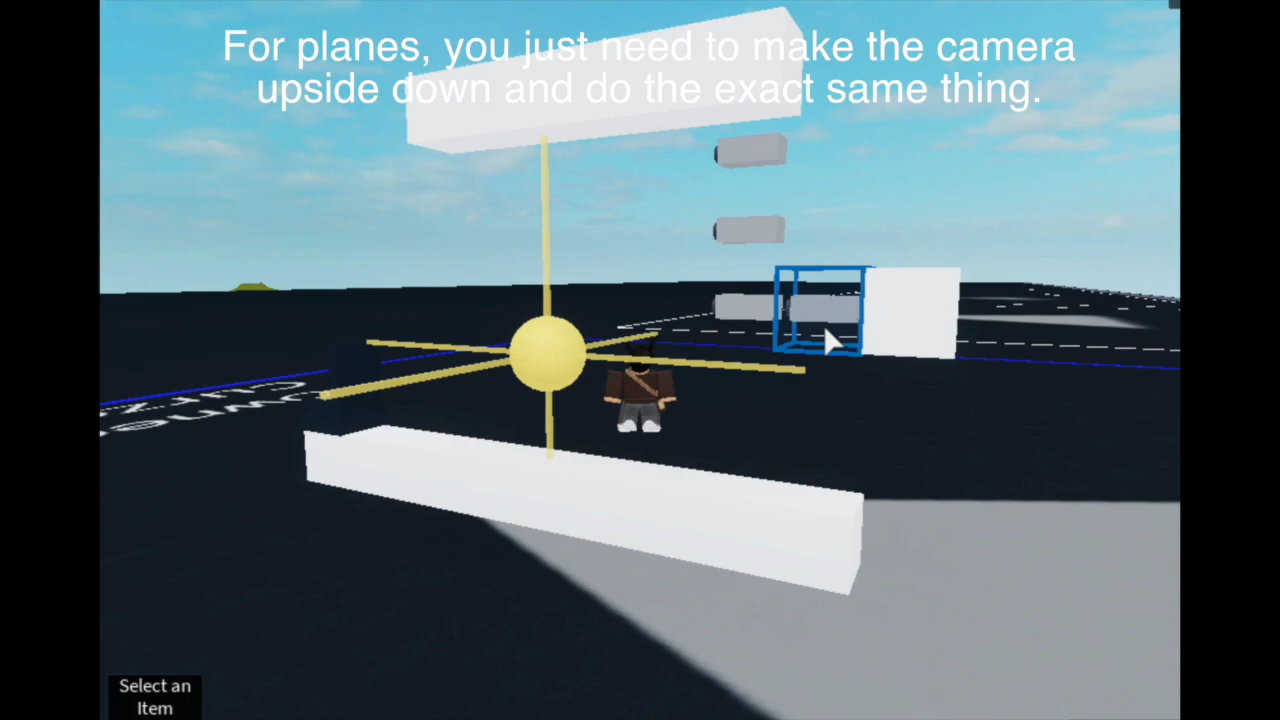 For planes, you just need to make the camera
upside down and do the exact same thing.
Select an
Item